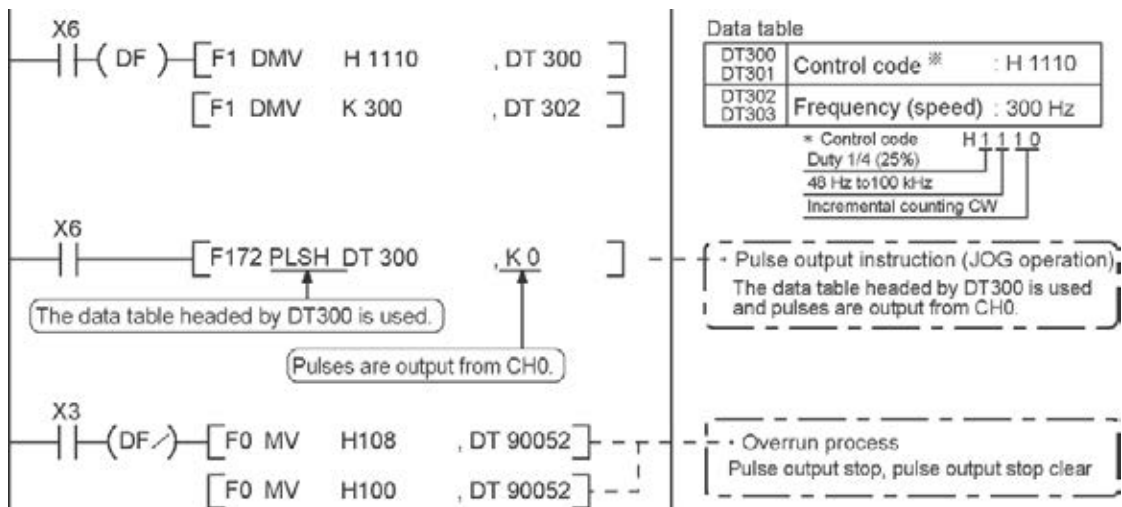 X6
( DF ) [F1 DMV H 1110 , DT 300 ]
[F1 DMV K 300 , DT 302 ]
X6
[F172 PLSH DT 300 , K 0 ]
The data table headed by DT300 is used.
Pulses are output from CH0.
X3
(DF/) [F0 MV H108 , DT 90052]
[F0 MV H100 , DT 90052]
Data table
DT300
DT301
Control code ※ : H 1110
DT302
DT303
Frequency (speed) : 300 Hz
* Control code H 1 1 1 0
Duty 1/4 (25%)
48 Hz to100 kHz
Incremental counting CW
Pulse output instruction (JOG operation)
The data table headed by DT300 is used
and pulses are output from CH0.
Overrun process
Pulse output stop, pulse output stop clear